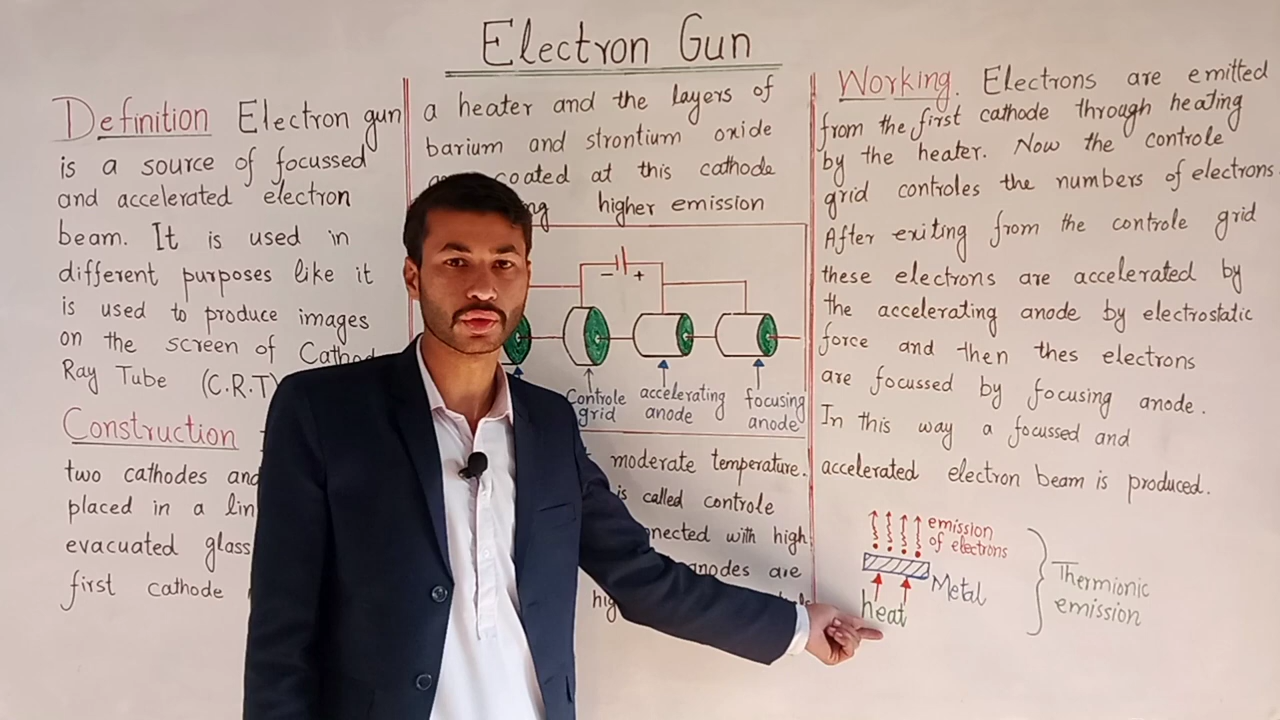 Electron Gun
Definition Electron gun
is a source of focussed
and accelerated electron
beam. It is used in
different purposes like it
is used to produce images
on the screen of
Ray Tube (C.R.T)
Construction
two cathodes and
placed in a
evacuated glass
first cathode
a heater and the layers of
barium and strontium oxide
coated at this cathode
higher emission
− +
Controle grid
accelerating anode
focusing anode
moderate temperature.
is called controle
with high
are
Working. Electrons are emitted
from the first cathode through heating
by the heater. Now the controle
grid controles the numbers of electrons
After exiting from the controle grid
these electrons are accelerated by
the accelerating anode by electrostatic
force and then thes electrons
are focussed by focusing anode.
In this way a focussed and
accelerated electron beam is produced.
emission
of electrons
Metal
heat
Thermionic
emission